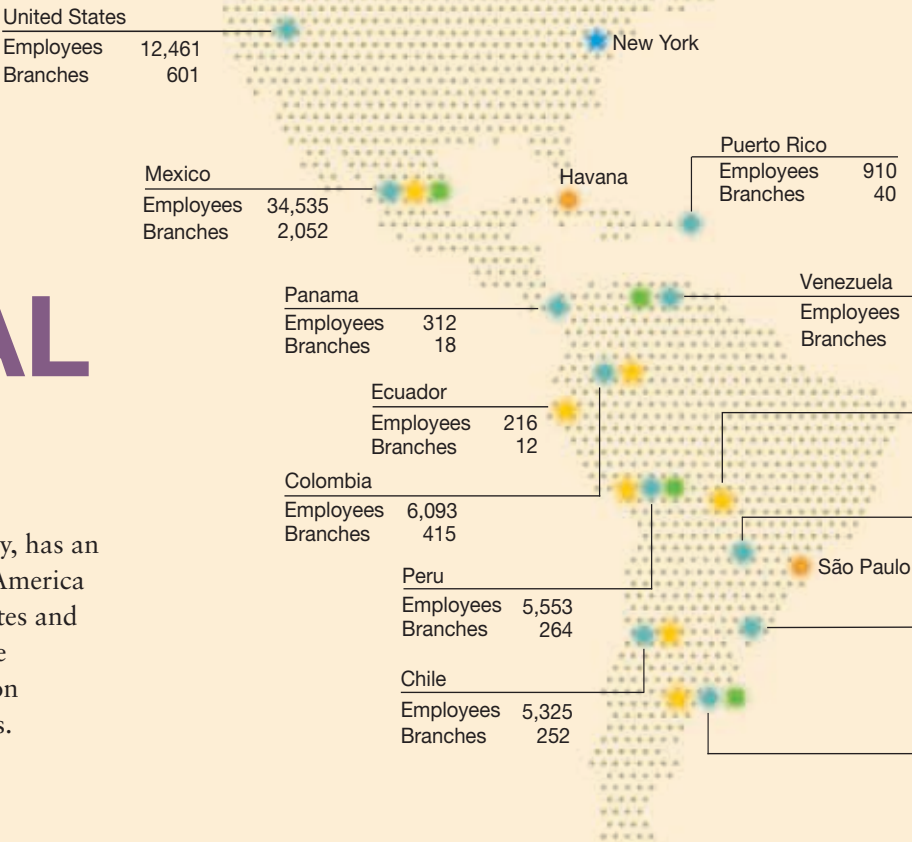 United States
Employees 12,461
Branches 601
New York
Mexico
Employees 34,535
Branches 2,052
Havana
Puerto Rico
Employees 910
Branches 40
Panama
Employees 312
Branches 18
Venezuela
Employees
Branches
AL
Ecuador
Employees 216
Branches 12
Colombia
Employees 6,093
Branches 415
y, has an
America
tes and
e
on
s.
São Paulo
Peru
Employees 5,553
Branches 264
Chile
Employees 5,325
Branches 252